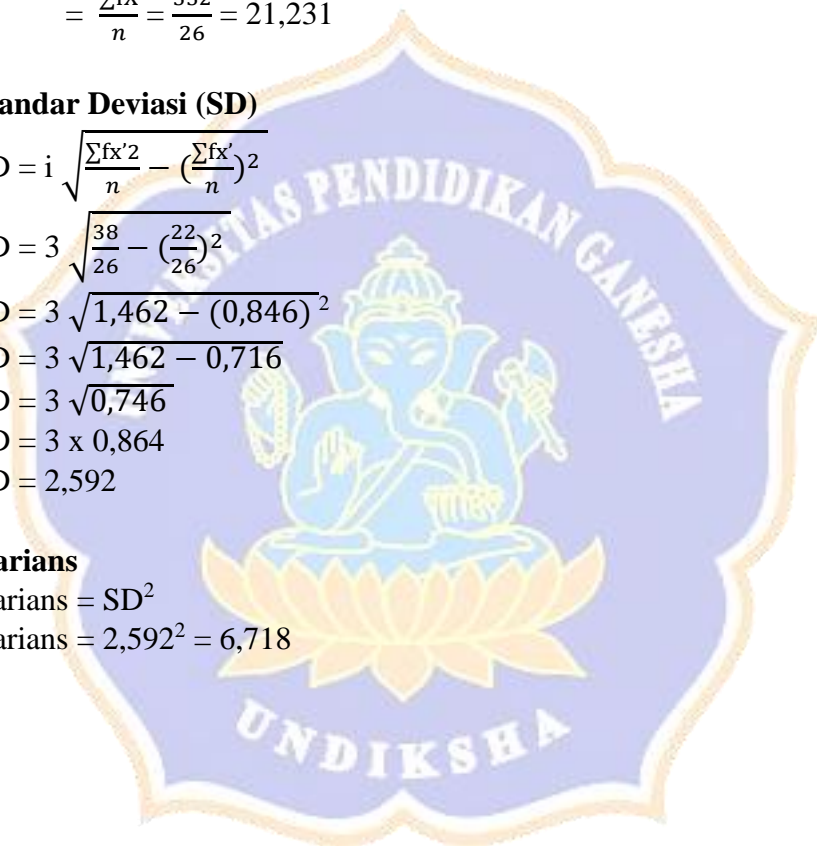 = ∑fx/n = 552/26 = 21,231
andar Deviasi (SD)
D = i √(∑fx'2/n − (∑fx'/n)²)
D = 3 √(38/26 − (22/26)²)
D = 3 √(1,462 − (0,846)²)
D = 3 √(1,462 − 0,716)
D = 3 √0,746
D = 3 x 0,864
D = 2,592
arians
arians = SD²
arians = 2,592² = 6,718
UNIVERSITAS PENDIDIKAN GANESHA
UNDIKSHA